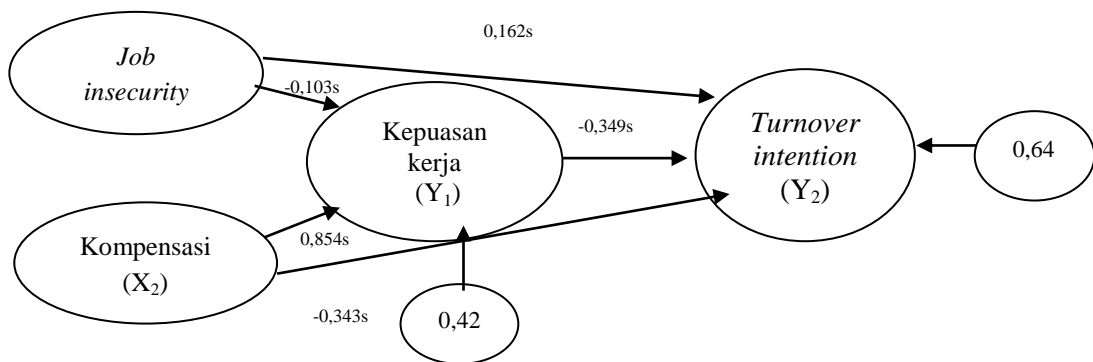 0,162s
Job
insecurity
-0,103s
Kepuasan
kerja
(Y₁)
-0,349s
Turnover
intention
(Y₂)
0,64
Kompensasi
(X₂)
0,854s
-0,343s
0,42